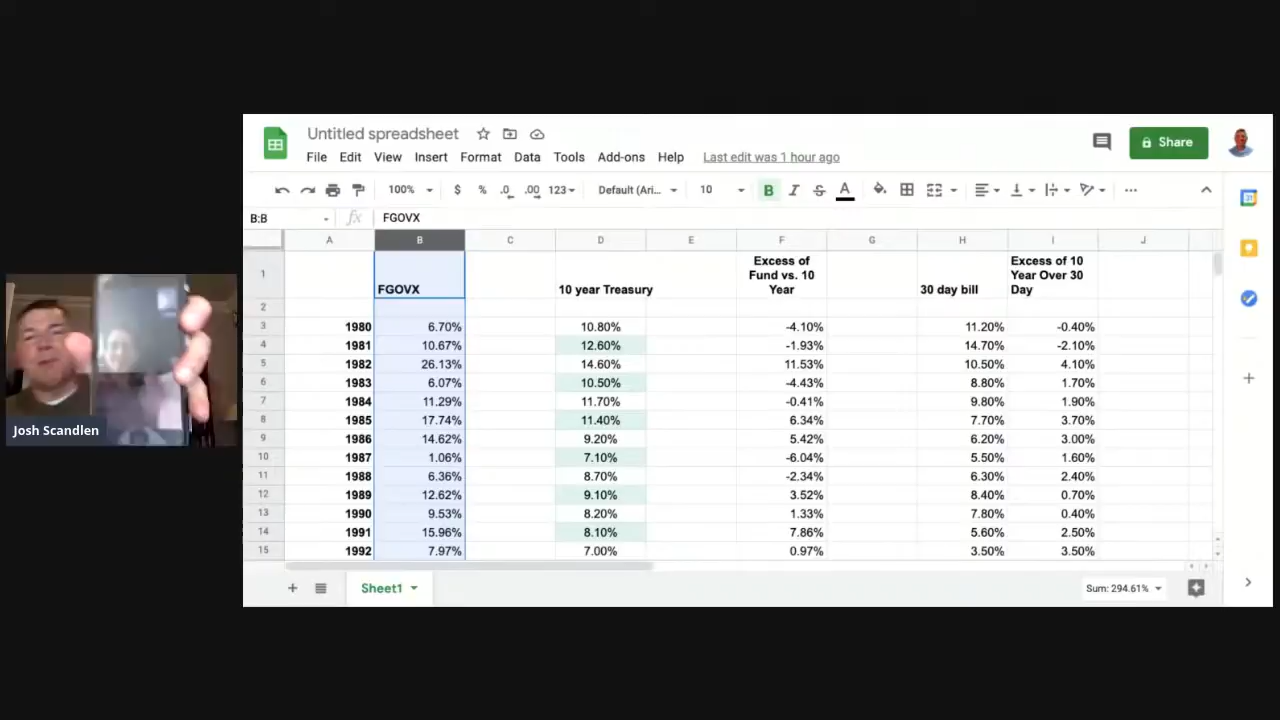 Untitled spreadsheet
File Edit View Insert Format Data Tools Add-ons Help Last edit was 1 hour ago
Share
100% $ % .0 .00 123 Default (Ari... 10 B I S A
B:B fx FGOVX
A B C D E F G H I J
1 FGOVX 10 year Treasury Excess of Fund vs. 10 Year 30 day bill Excess of 10 Year Over 30 Day
2
3 1980 6.70% 10.80% -4.10% 11.20% -0.40%
4 1981 10.67% 12.60% -1.93% 14.70% -2.10%
5 1982 26.13% 14.60% 11.53% 10.50% 4.10%
6 1983 6.07% 10.50% -4.43% 8.80% 1.70%
7 1984 11.29% 11.70% -0.41% 9.80% 1.90%
8 1985 17.74% 11.40% 6.34% 7.70% 3.70%
9 1986 14.62% 9.20% 5.42% 6.20% 3.00%
10 1987 1.06% 7.10% -6.04% 5.50% 1.60%
11 1988 6.36% 8.70% -2.34% 6.30% 2.40%
12 1989 12.62% 9.10% 3.52% 8.40% 0.70%
13 1990 9.53% 8.20% 1.33% 7.80% 0.40%
14 1991 15.96% 8.10% 7.86% 5.60% 2.50%
15 1992 7.97% 7.00% 0.97% 3.50% 3.50%
Josh Scandlen
Sheet1
Sum: 294.61%
31